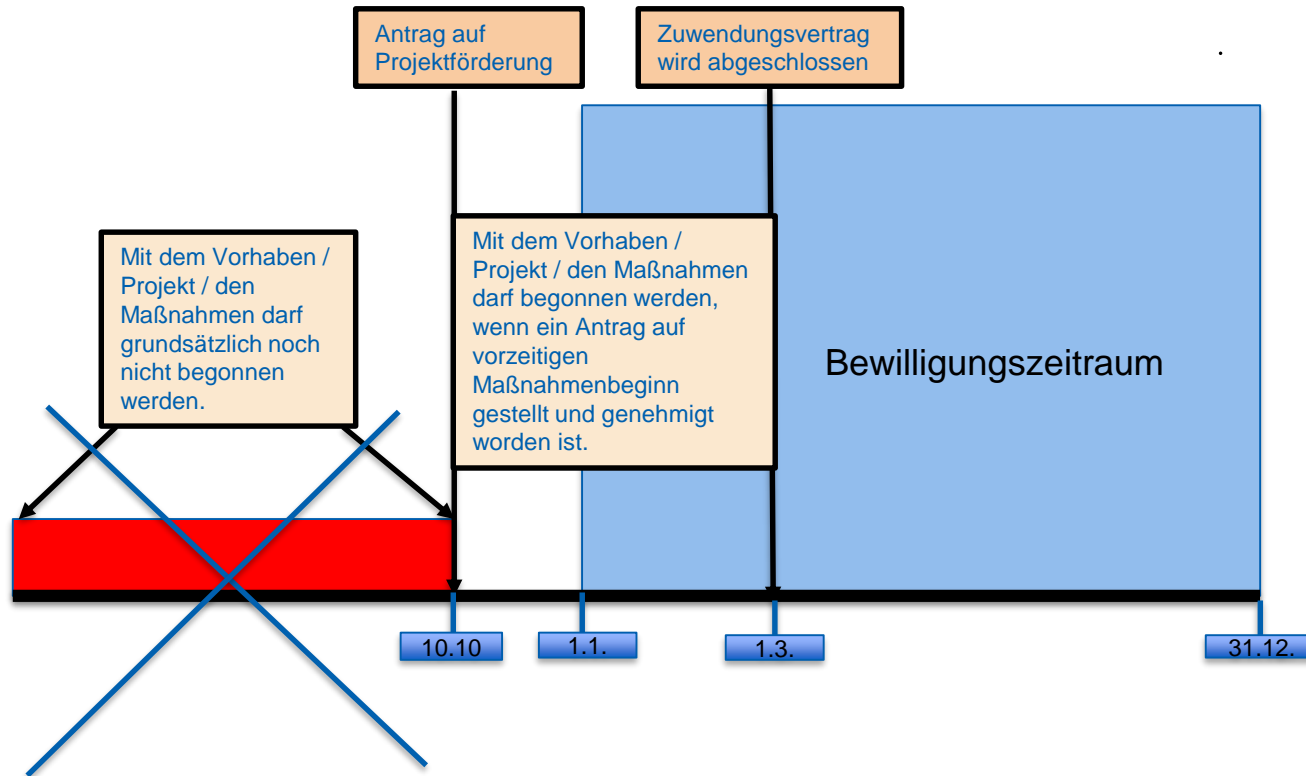 Antrag auf
Projektförderung
Zuwendungsvertrag
wird abgeschlossen
.
Mit dem Vorhaben /
Projekt / den
Maßnahmen darf
grundsätzlich noch
nicht begonnen
werden.
Mit dem Vorhaben /
Projekt / den Maßnahmen
darf begonnen werden,
wenn ein Antrag auf
vorzeitigen
Maßnahmenbeginn
gestellt und genehmigt
worden ist.
Bewilligungszeitraum
10.10
1.1.
1.3.
31.12.